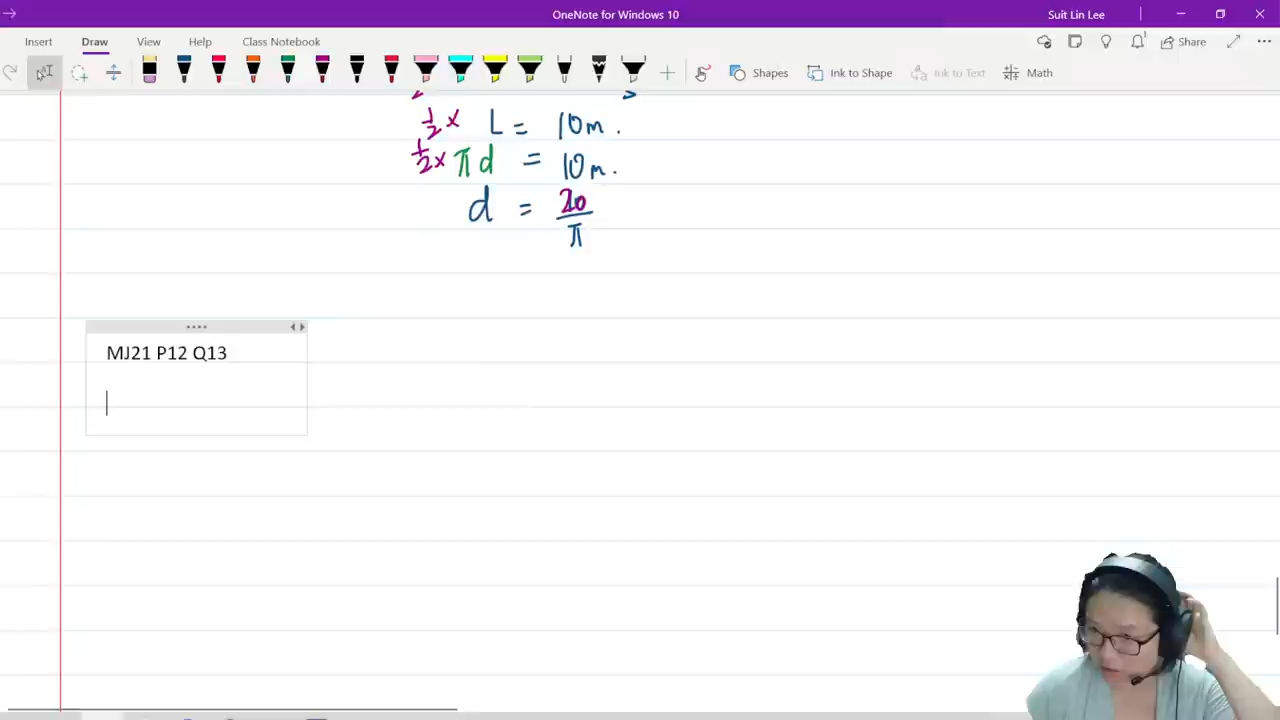 OneNote for Windows 10
Suit Lin Lee
Insert Draw View Help Class Notebook Share
Shapes Ink to Shape Ink to Text Math
½ × L = 10m.
½ × π d = 10m.
d = 20/π
MJ21 P12 Q13